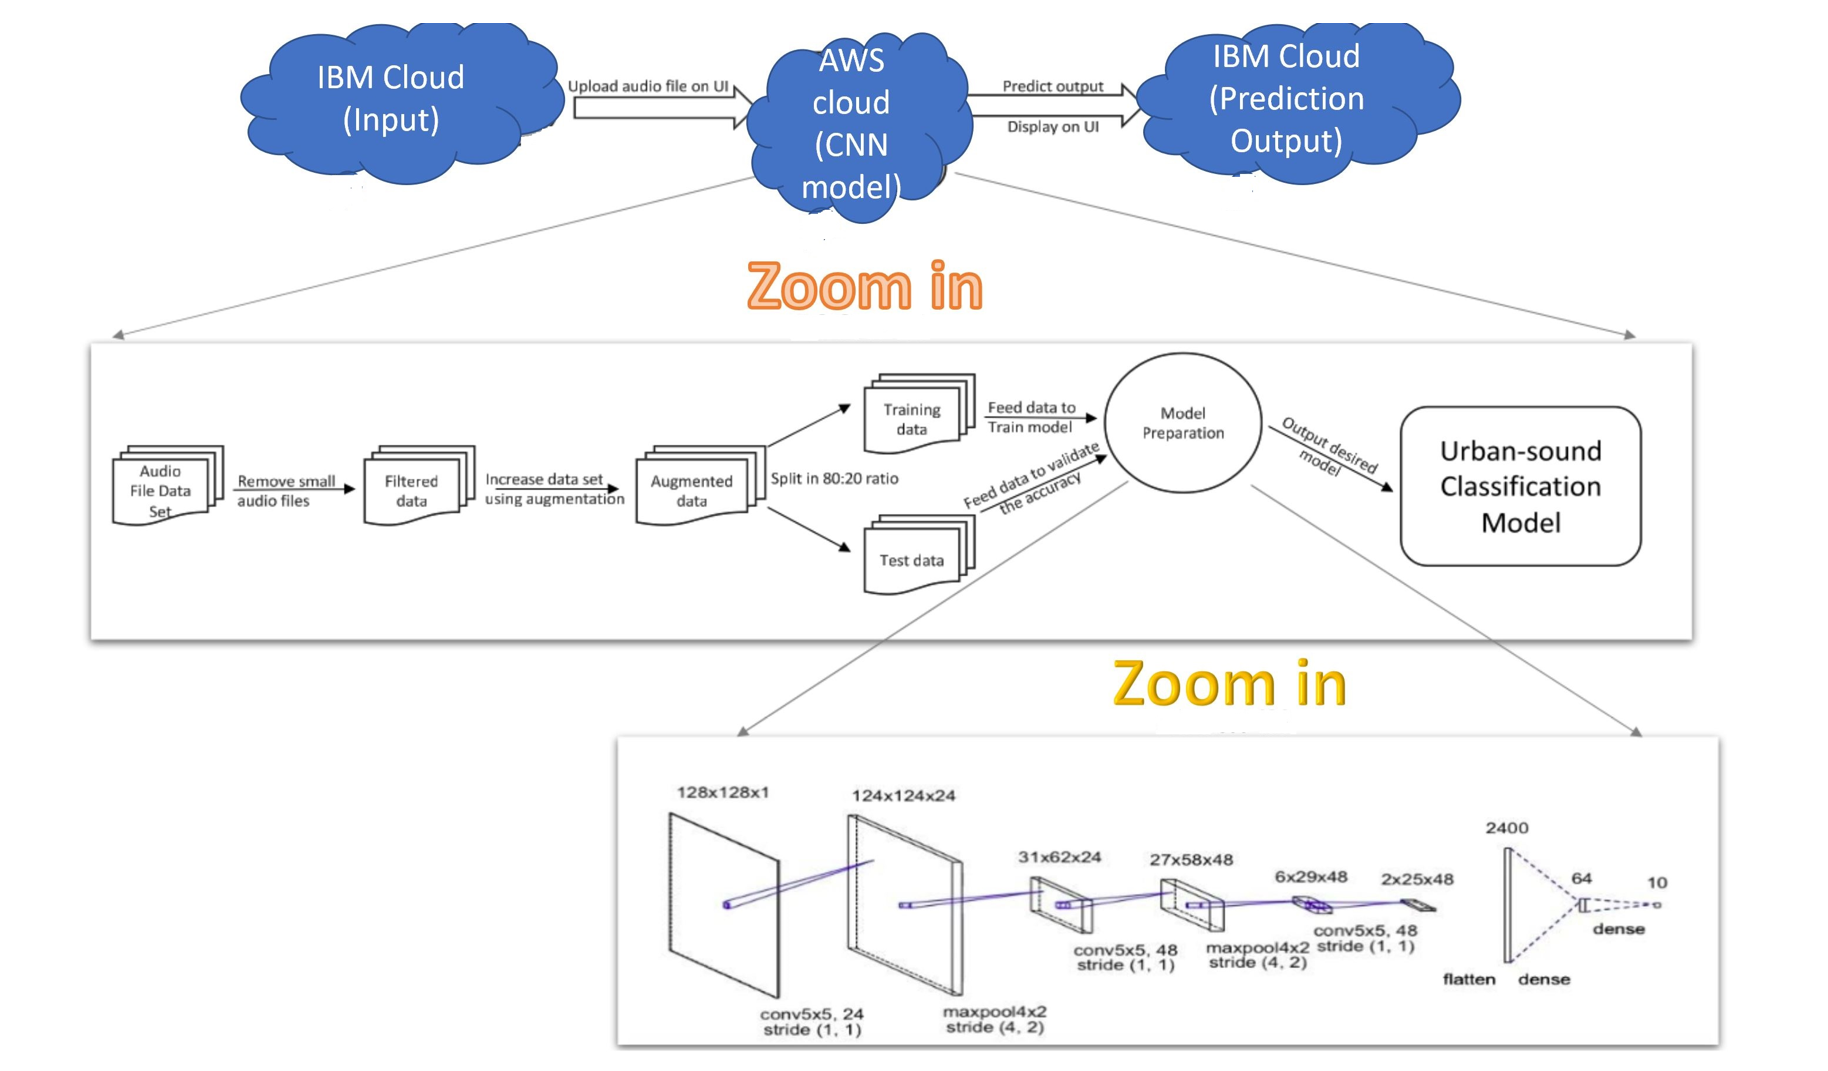 IBM Cloud
(Input)
Upload audio file on UI
AWS
cloud
(CNN
model)
Predict output
Display on UI
IBM Cloud
(Prediction
Output)
Zoom in
Audio
File Data
Set
Remove small
audio files
Filtered
data
Increase data set
using augmentation
Augmented
data
Split in 80:20 ratio
Training
data
Test data
Feed data to
Train model
Feed data to validate
the accuracy
Model
Preparation
Output desired
model
Urban-sound
Classification
Model
Zoom in
128x128x1
conv5x5, 24
stride (1, 1)
124x124x24
maxpool4x2
stride (4, 2)
31x62x24
conv5x5, 48
stride (1, 1)
27x58x48
maxpool4x2
stride (4, 2)
6x29x48
conv5x5, 48
stride (1, 1)
2x25x48
2400
flatten
dense
64
dense
10